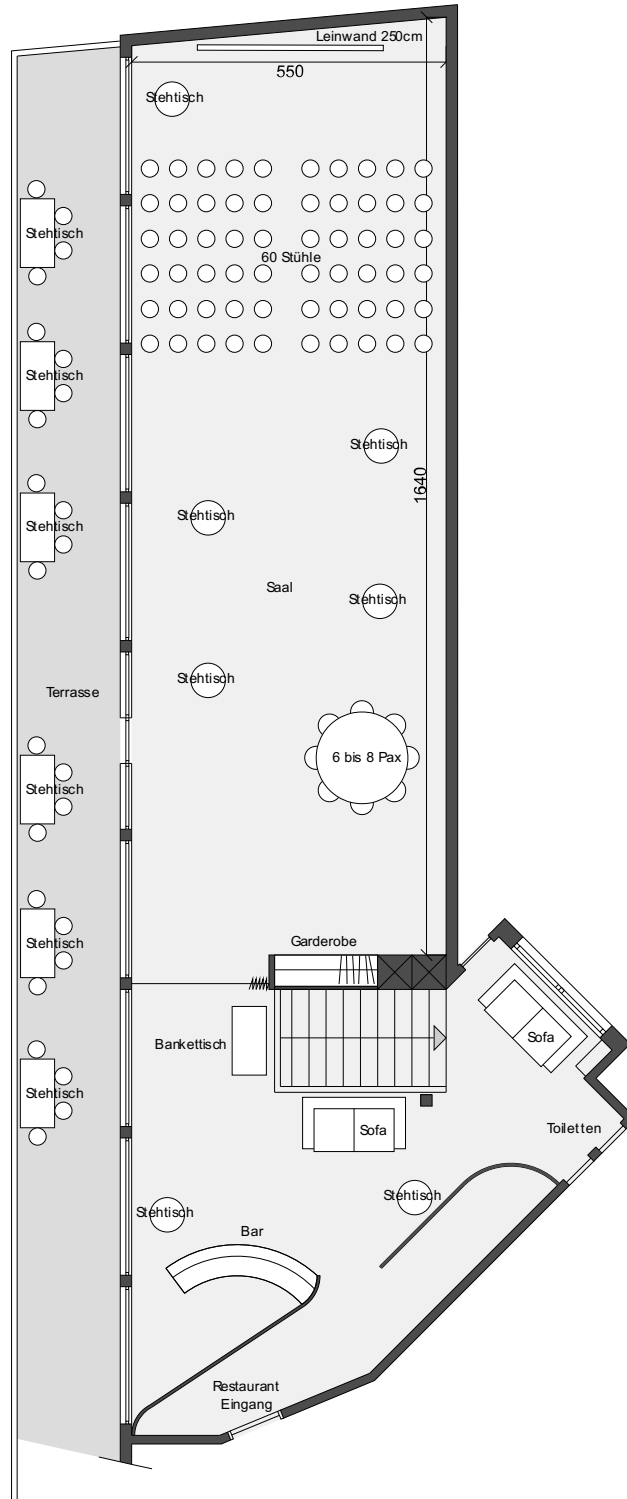 Leinwand 250cm
550
Stehtisch
Stehtisch
60 Stühle
Stehtisch
Stehtisch
1640
Stehtisch
Stehtisch
Saal
Stehtisch
Stehtisch
Terrasse
6 bis 8 Pax
Stehtisch
Stehtisch
Garderobe
Bankettisch
Sofa
Stehtisch
Sofa
Toiletten
Stehtisch
Stehtisch
Bar
Restaurant
Eingang